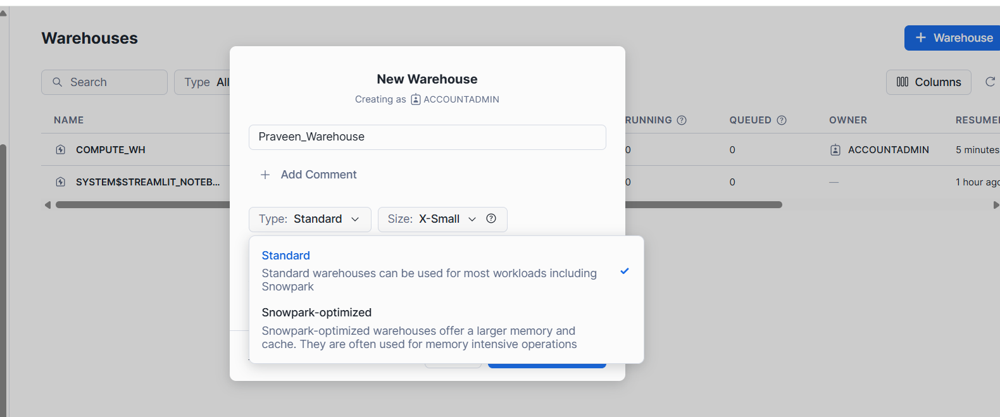 Warehouses
+ Warehouse
Search
Type All
Columns
New Warehouse
Creating as ACCOUNTADMIN
NAME
RUNNING ?
QUEUED ?
OWNER
RESUME
Praveen_Warehouse
COMPUTE_WH
0
0
ACCOUNTADMIN
5 minutes
+ Add Comment
SYSTEM$STREAMLIT_NOTEB...
0
0
—
1 hour ago
Type: Standard
Size: X-Small ?
Standard
Standard warehouses can be used for most workloads including
Snowpark
Snowpark-optimized
Snowpark-optimized warehouses offer a larger memory and
cache. They are often used for memory intensive operations